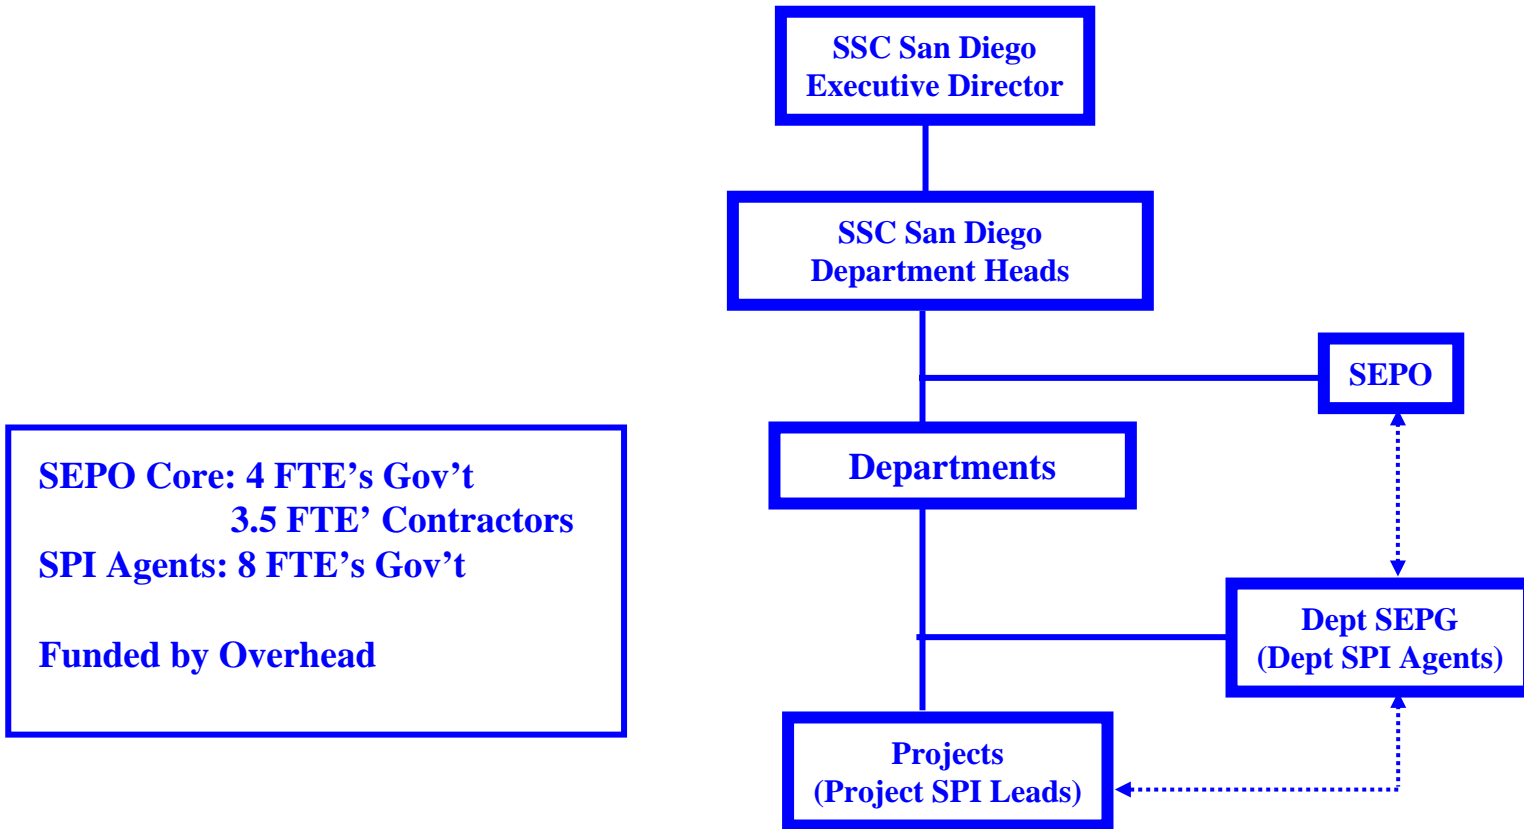 SSC San Diego
Executive Director
SSC San Diego
Department Heads
SEPO
Departments
SEPO Core: 4 FTE’s Gov’t
3.5 FTE’ Contractors
SPI Agents: 8 FTE’s Gov’t
Funded by Overhead
Dept SEPG
(Dept SPI Agents)
Projects
(Project SPI Leads)